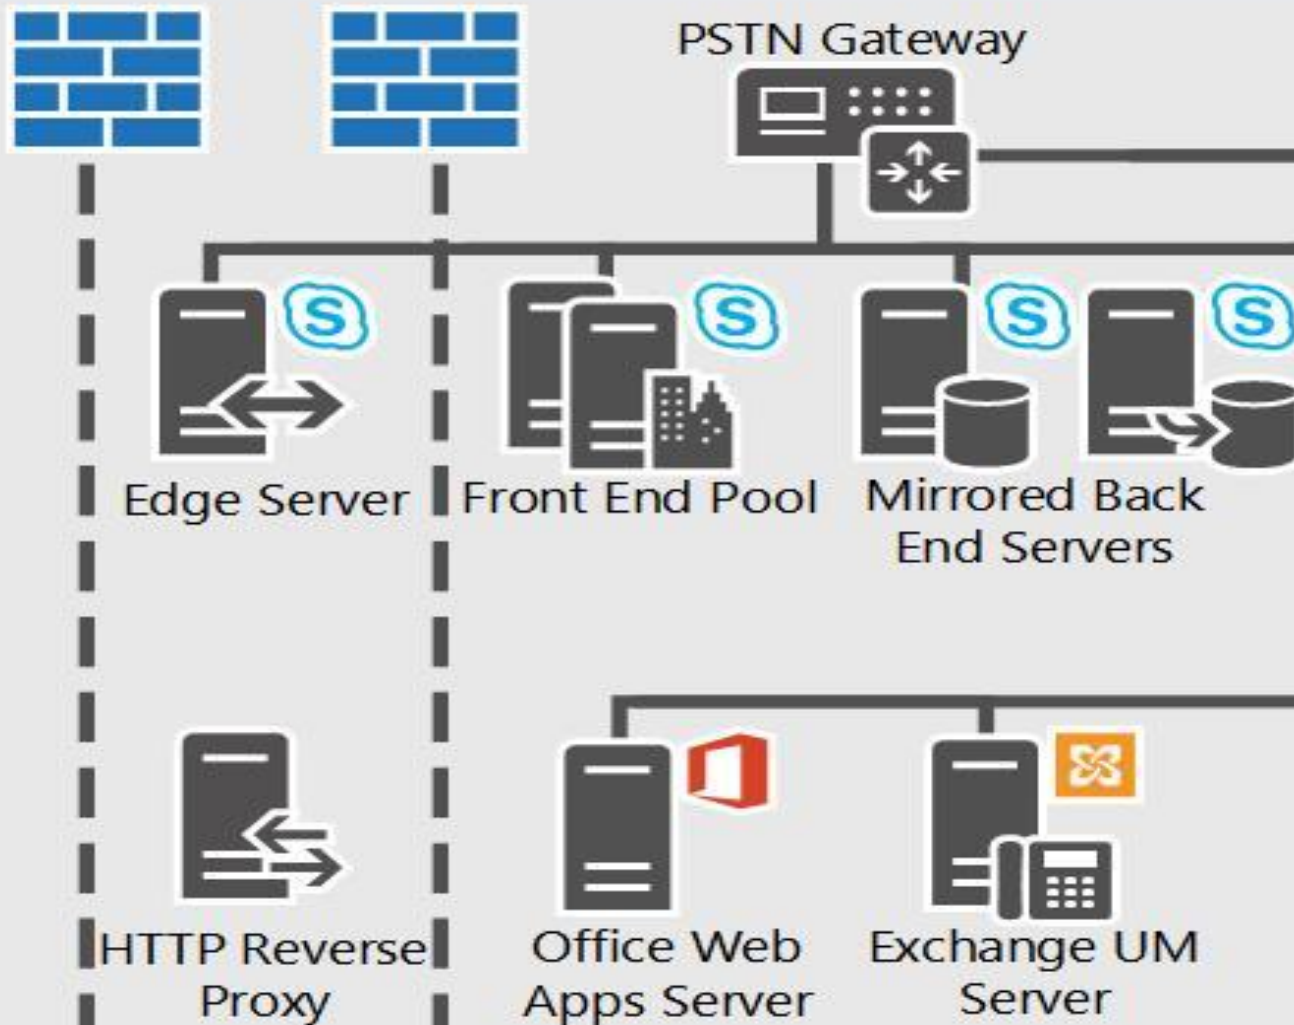 PSTN Gateway
S
S
S
S
Edge Server
Front End Pool
Mirrored Back
End Servers
HTTP Reverse
Proxy
Office Web
Apps Server
Exchange UM
Server